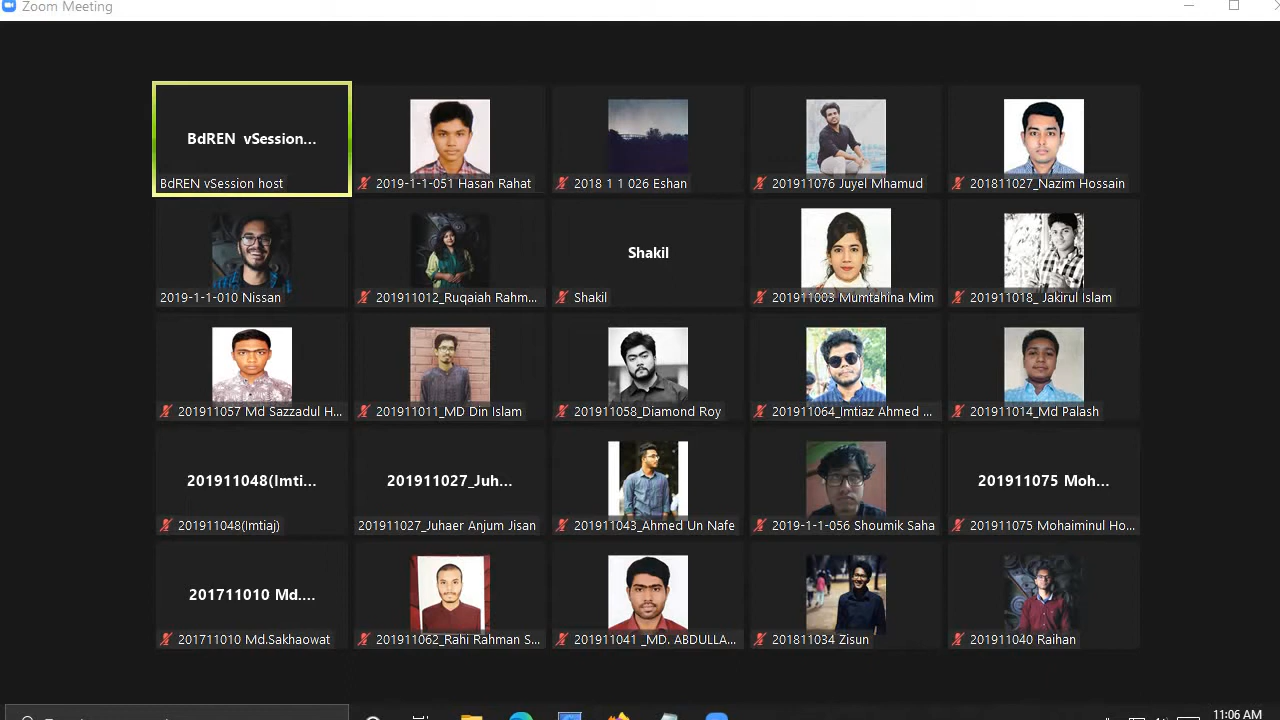 Zoom Meeting
BdREN vSession...
BdREN vSession host
2019-1-1-051 Hasan Rahat
2018 1 1 026 Eshan
201911076 Juyel Mhamud
201811027_Nazim Hossain
2019-1-1-010 Nissan
201911012_Ruqaiah Rahm...
Shakil
Shakil
201911003 Mumtahina Mim
201911018_ Jakirul Islam
201911057 Md Sazzadul H...
201911011_MD Din Islam
201911058_Diamond Roy
201911064_Imtiaz Ahmed ...
201911014_Md Palash
201911048(Imti...
201911048(Imtiaj)
201911027_Juh...
201911027_Juhaer Anjum Jisan
201911043_Ahmed Un Nafe
2019-1-1-056 Shoumik Saha
201911075 Moh...
201911075 Mohaiminul Ho...
201711010 Md....
201711010 Md.Sakhaowat
201911062_Rahi Rahman S...
201911041 _MD. ABDULLA...
201811034 Zisun
201911040 Raihan
11:06 AM